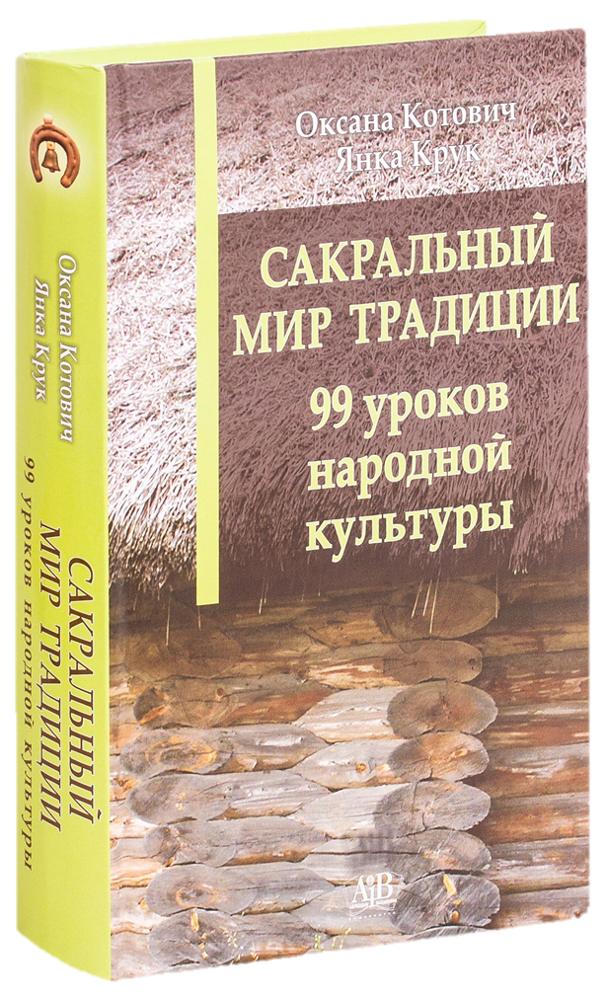 Оксана Котович
Янка Крук
САКРАЛЬНЫЙ
МИР ТРАДИЦИИ
99 уроков
народной
культуры
АіВ
Оксана Котович
Янка Крук
САКРАЛЬНЫЙ
МИР ТРАДИЦИИ
99 уроков народной культуры